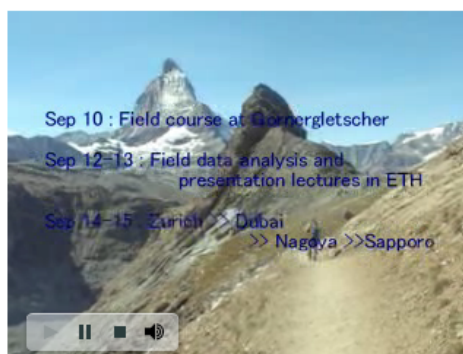 Sep 10 : Field course at Gornergletscher
Sep 12-13 : Field data analysis and
presentation lectures in ETH
Sep 14-15 : Zurich >> Dubai
>> Nagoya >>Sapporo